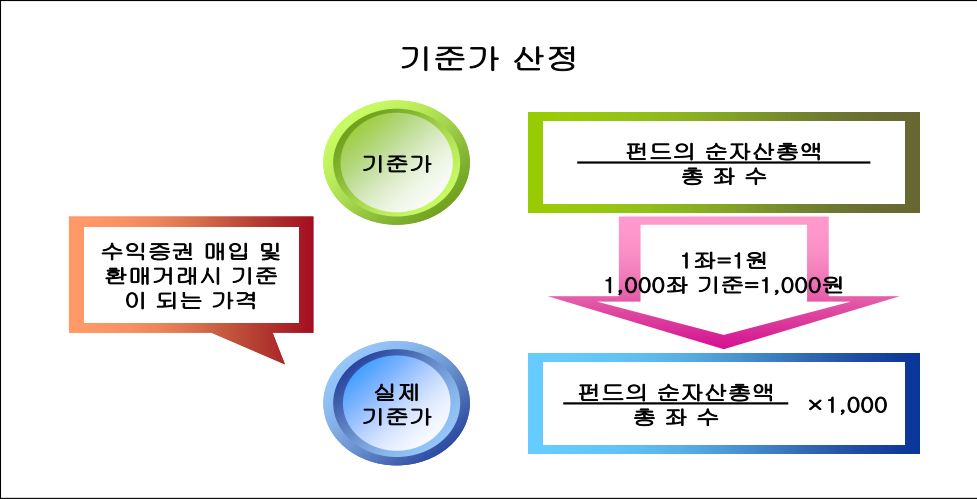 기준가 산정
기준가
펀드의 순자산총액
총 좌 수
수익증권 매입 및
환매거래시 기준
이 되는 가격
1좌=1원
1,000좌 기준=1,000원
실제
기준가
펀드의 순자산총액
총 좌 수
×1,000